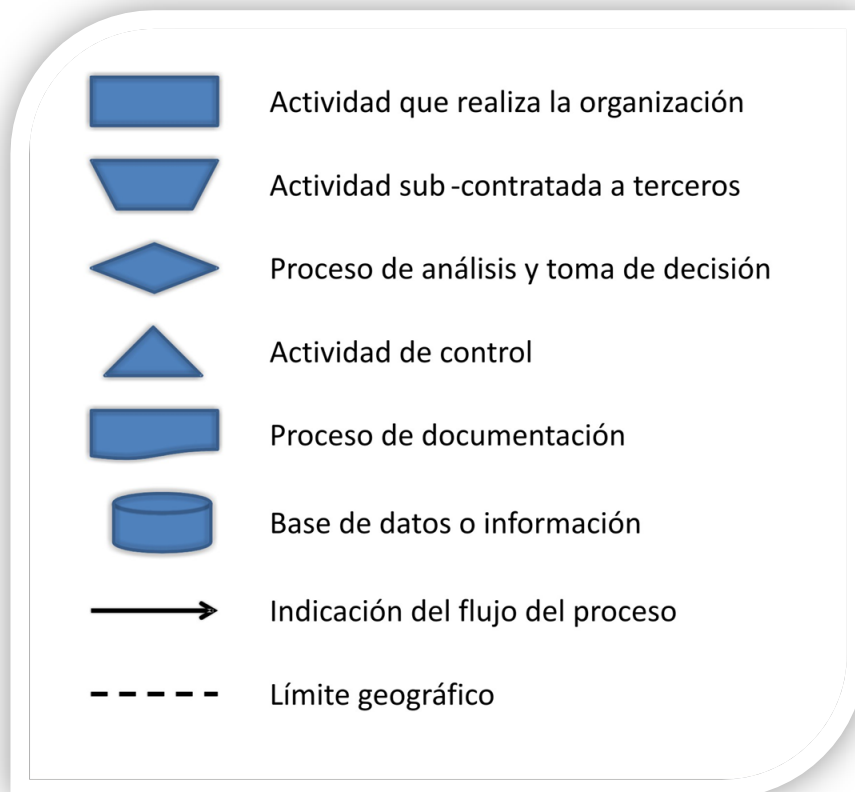 Actividad que realiza la organización
Actividad sub-contratada a terceros
Proceso de análisis y toma de decisión
Actividad de control
Proceso de documentación
Base de datos o información
Indicación del flujo del proceso
Límite geográfico